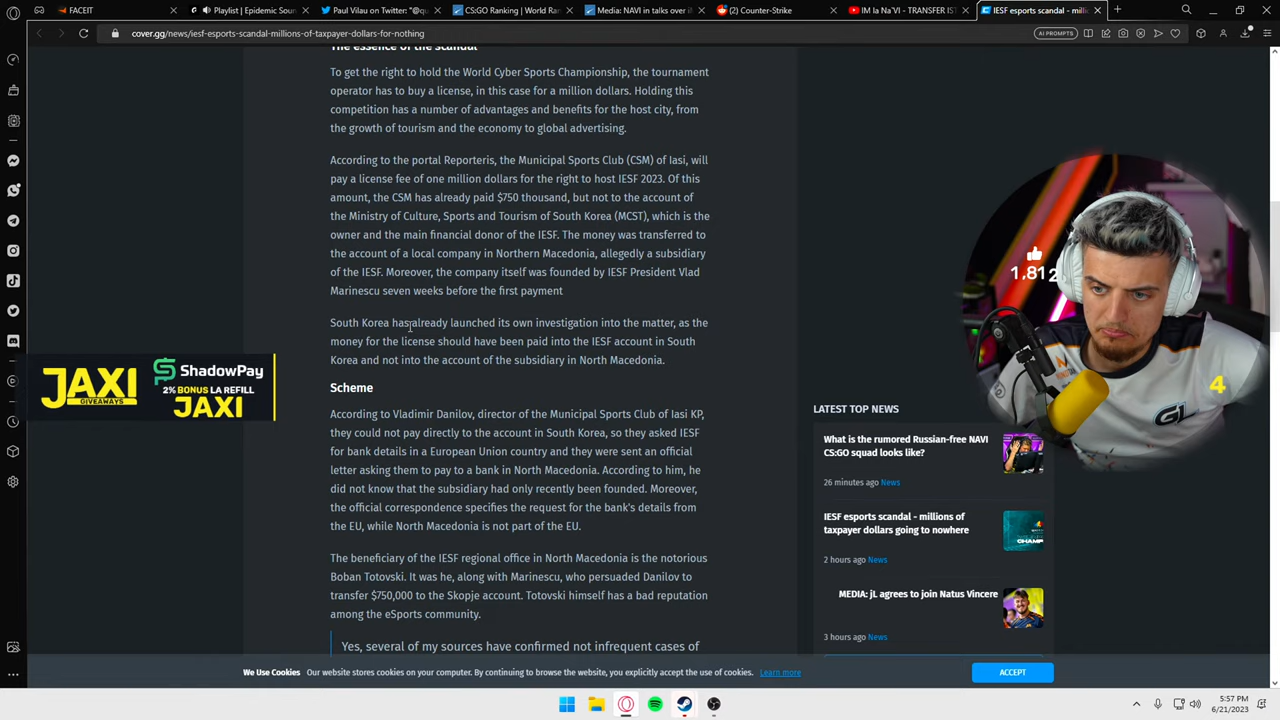 FACEIT
Playlist | Epidemic Soun
Paul Vilau on Twitter: "@qu
CS:GO Ranking | World Ran
Media: NAVI in talks over i
(2) Counter-Strike
IM la Na`VI - TRANSFER IST
IESF esports scandal - milli
cover.gg/news/iesf-esports-scandal-millions-of-taxpayer-dollars-for-nothing
AI PROMPTS
The essence of the scandal
To get the right to hold the World Cyber Sports Championship, the tournament
operator has to buy a license, in this case for a million dollars. Holding this
competition has a number of advantages and benefits for the host city, from
the growth of tourism and the economy to global advertising.
According to the portal Reporteris, the Municipal Sports Club (CSM) of Iasi, will
pay a license fee of one million dollars for the right to host IESF 2023. Of this
amount, the CSM has already paid $750 thousand, but not to the account of
the Ministry of Culture, Sports and Tourism of South Korea (MCST), which is the
owner and the main financial donor of the IESF. The money was transferred to
the account of a local company in Northern Macedonia, allegedly a subsidiary
of the IESF. Moreover, the company itself was founded by IESF President Vlad
Marinescu seven weeks before the first payment
South Korea has already launched its own investigation into the matter, as the
money for the license should have been paid into the IESF account in South
Korea and not into the account of the subsidiary in North Macedonia.
Scheme
According to Vladimir Danilov, director of the Municipal Sports Club of Iasi KP,
they could not pay directly to the account in South Korea, so they asked IESF
for bank details in a European Union country and they were sent an official
letter asking them to pay to a bank in North Macedonia. According to him, he
did not know that the subsidiary had only recently been founded. Moreover,
the official correspondence specifies the request for the bank's details from
the EU, while North Macedonia is not part of the EU.
The beneficiary of the IESF regional office in North Macedonia is the notorious
Boban Totovski. It was he, along with Marinescu, who persuaded Danilov to
transfer $750,000 to the Skopje account. Totovski himself has a bad reputation
among the eSports community.
Yes, several of my sources have confirmed not infrequent cases of
JAXI
GIVEAWAYS
ShadowPay
2% BONUS LA REFILL
JAXI
1,812
4
GL
LATEST TOP NEWS
What is the rumored Russian-free NAVI
CS:GO squad looks like?
26 minutes ago News
IESF esports scandal - millions of
taxpayer dollars going to nowhere
2 hours ago News
MEDIA: jL agrees to join Natus Vincere
3 hours ago News
We Use Cookies Our website stores cookies on your computer. By continuing to browse the website, you explicitly accept the use of cookies. Learn more
ACCEPT
5:57 PM
6/21/2023